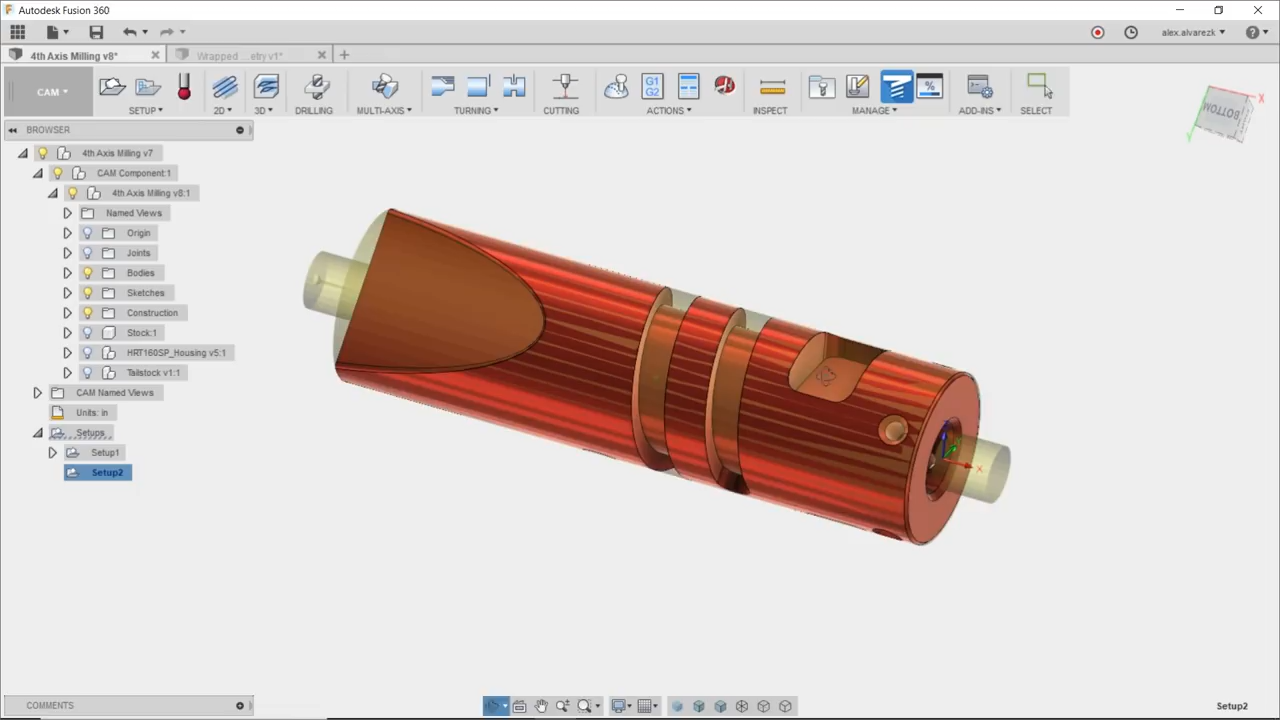 Autodesk Fusion 360
alex.alvarezk
4th Axis Milling v8*
Wrapped ...etry v1*
CAM
SETUP
2D
3D
DRILLING
MULTI-AXIS
TURNING
CUTTING
G1
G2
ACTIONS
INSPECT
%
MANAGE
ADD-INS
SELECT
BOTTOM
X
Y
BROWSER
4th Axis Milling v7
CAM Component:1
4th Axis Milling v8:1
Named Views
Origin
Joints
Bodies
Sketches
Construction
Stock:1
HRT160SP_Housing v5:1
Tailstock v1:1
CAM Named Views
Units: in
Setups
Setup1
Setup2
X
COMMENTS
Setup2